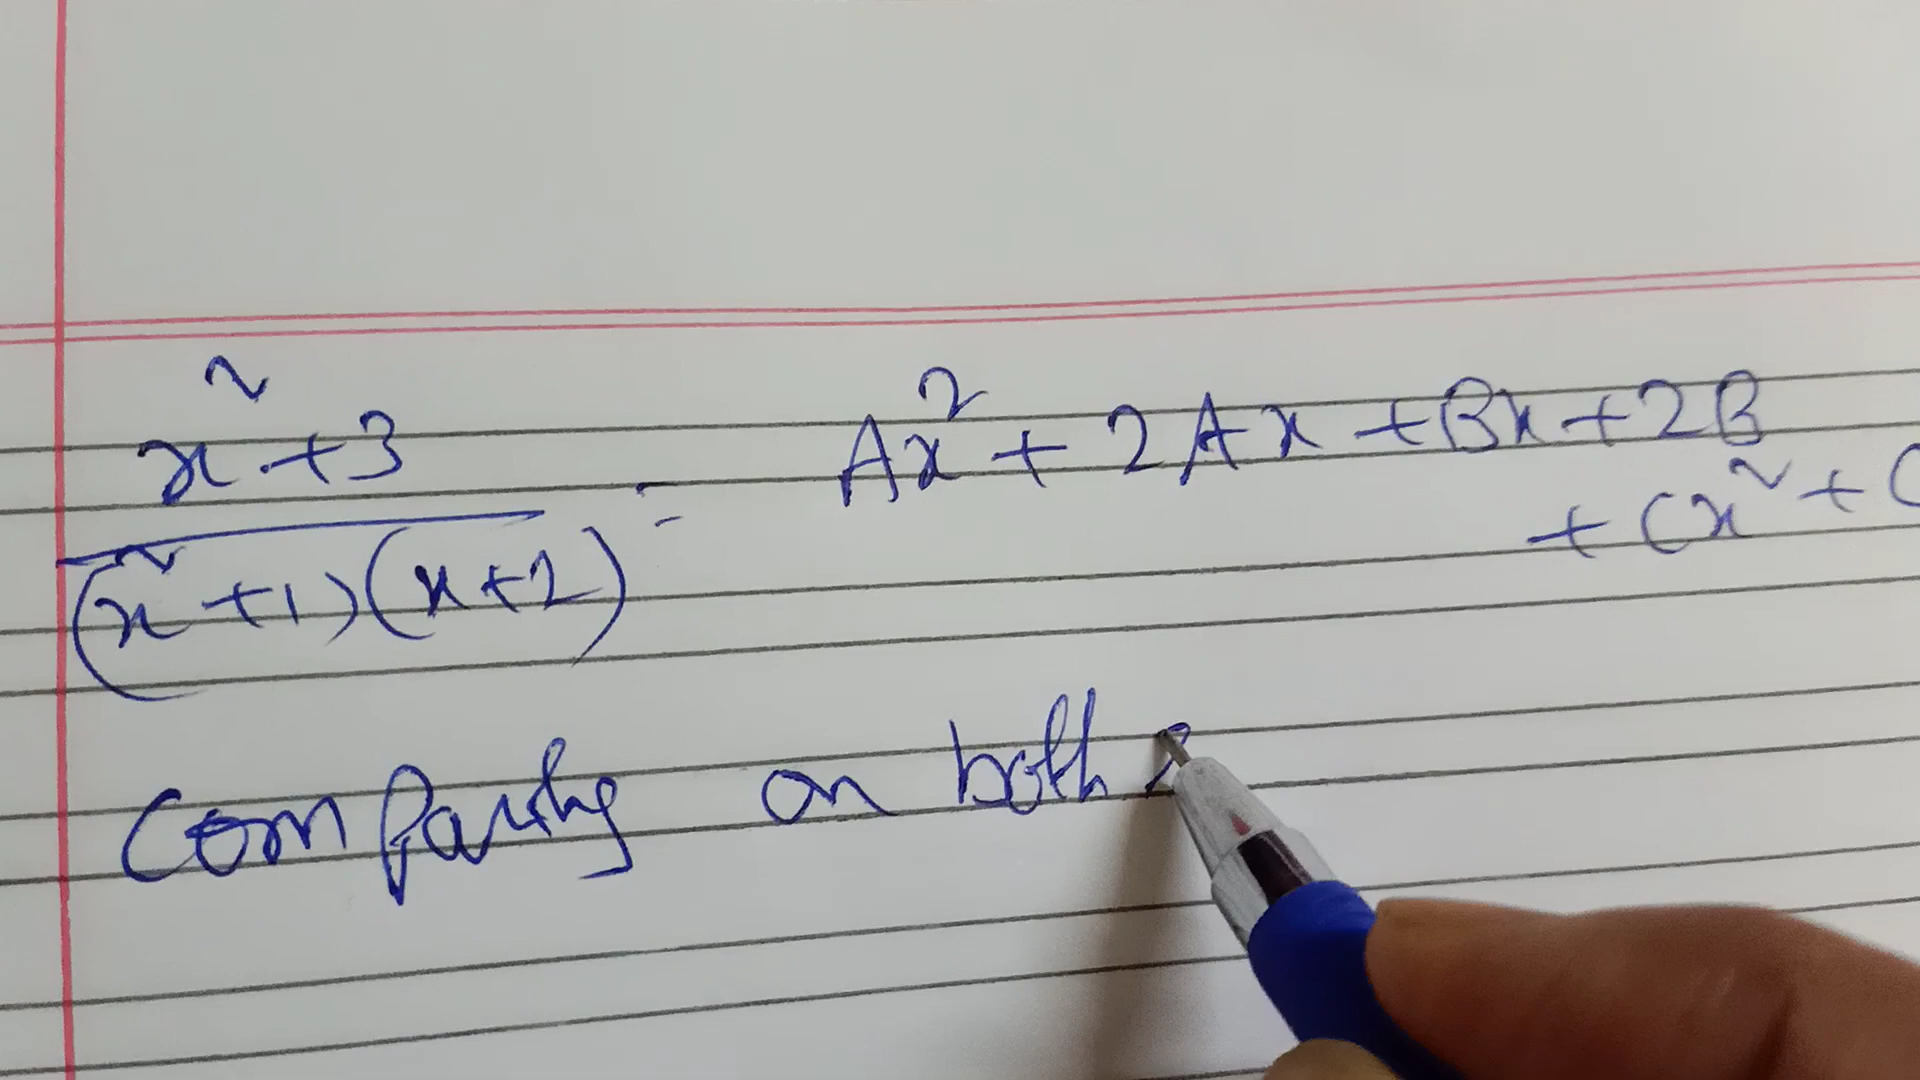 x² + 3 / (x² + 1)(x + 2) = Ax² + 2Ax + Bx + 2B
+ Cx² + C
Comparing on both s